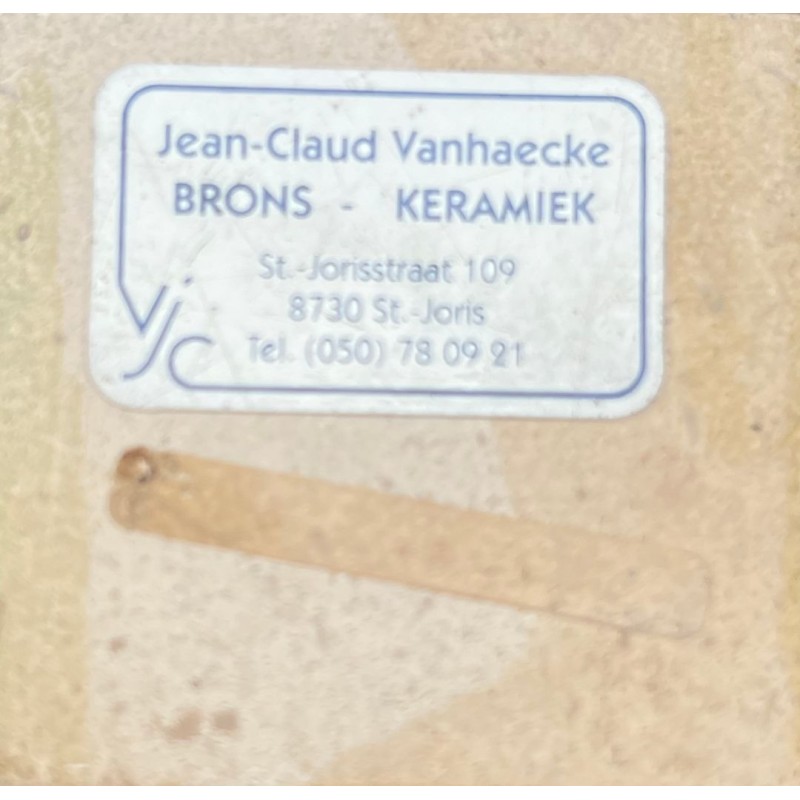 Jean-Claud Vanhaecke
BRONS - KERAMIEK
St.-Jorisstraat 109
8730 St.-Joris
Tel. (050) 78 09 21
vjc